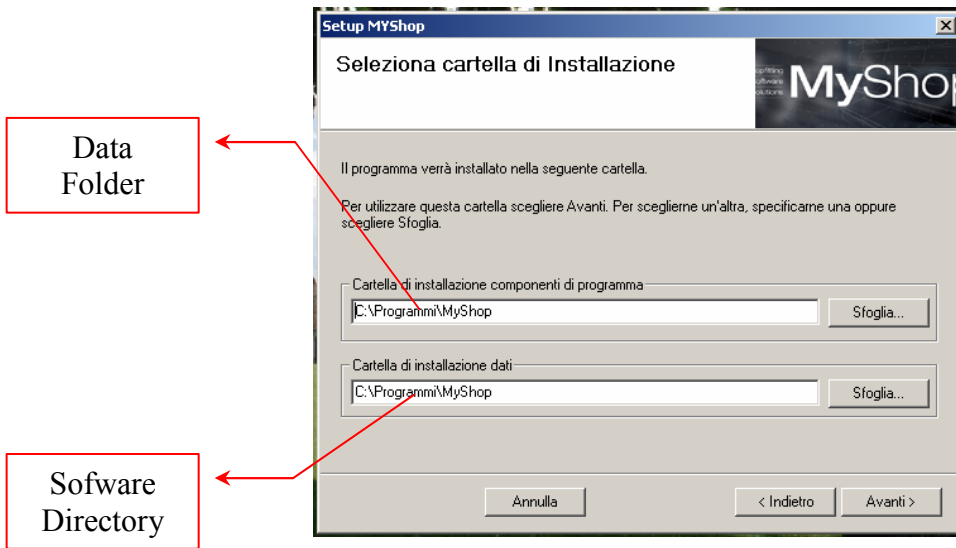 Setup MYShop
Seleziona cartella di Installazione
MyShop
Data
Folder
Il programma verrà installato nella seguente cartella.
Per utilizzare questa cartella scegliere Avanti. Per sceglierne un'altra, specificarne una oppure
scegliere Sfoglia.
Cartella di installazione componenti di programma
C:\Programmi\MyShop
Sfoglia...
Cartella di installazione dati
C:\Programmi\MyShop
Sfoglia...
Sofware
Directory
Annulla
< Indietro
Avanti >